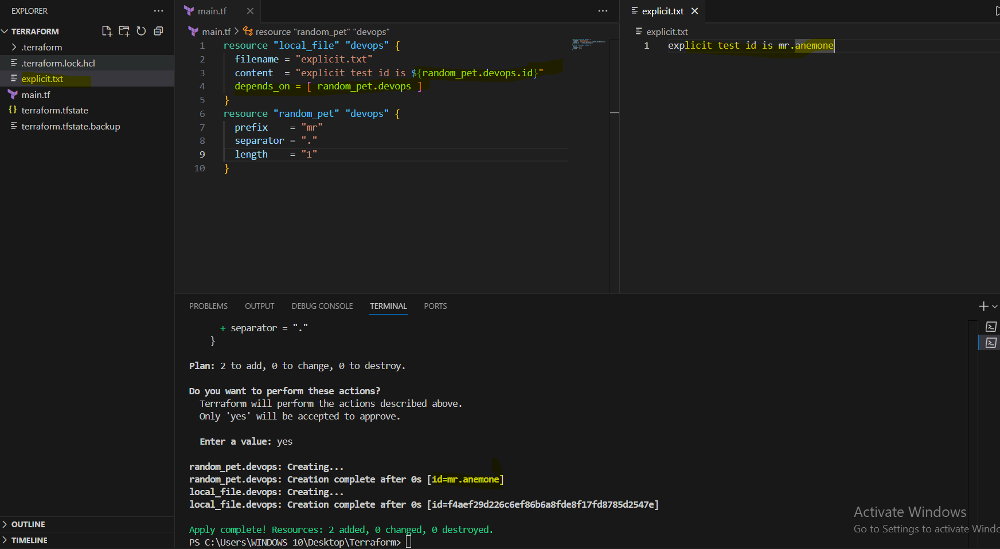 EXPLORER
TERRAFORM
.terraform
.terraform.lock.hcl
explicit.txt
main.tf
terraform.tfstate
terraform.tfstate.backup
OUTLINE
TIMELINE
main.tf
main.tf > resource "random_pet" "devops"
1 resource "local_file" "devops" {
2 filename = "explicit.txt"
3 content  = "explicit test id is ${random_pet.devops.id}"
4 depends_on = [ random_pet.devops ]
5 }
6 resource "random_pet" "devops" {
7 prefix    = "mr"
8 separator = "."
9 length    = "1"
10 }
explicit.txt
explicit.txt
1 explicit test id is mr.anemone
PROBLEMS OUTPUT DEBUG CONSOLE TERMINAL PORTS
+ separator = "."
}
Plan: 2 to add, 0 to change, 0 to destroy.
Do you want to perform these actions?
Terraform will perform the actions described above.
Only 'yes' will be accepted to approve.
Enter a value: yes
random_pet.devops: Creating...
random_pet.devops: Creation complete after 0s [id=mr.anemone]
local_file.devops: Creating...
local_file.devops: Creation complete after 0s [id=f4aef29d226c6ef86b6a8fde8f17fd8785d2547e]
Apply complete! Resources: 2 added, 0 changed, 0 destroyed.
PS C:\Users\WINDOWS 10\Desktop\Terraform>
Activate Windows
Go to Settings to activate Windo